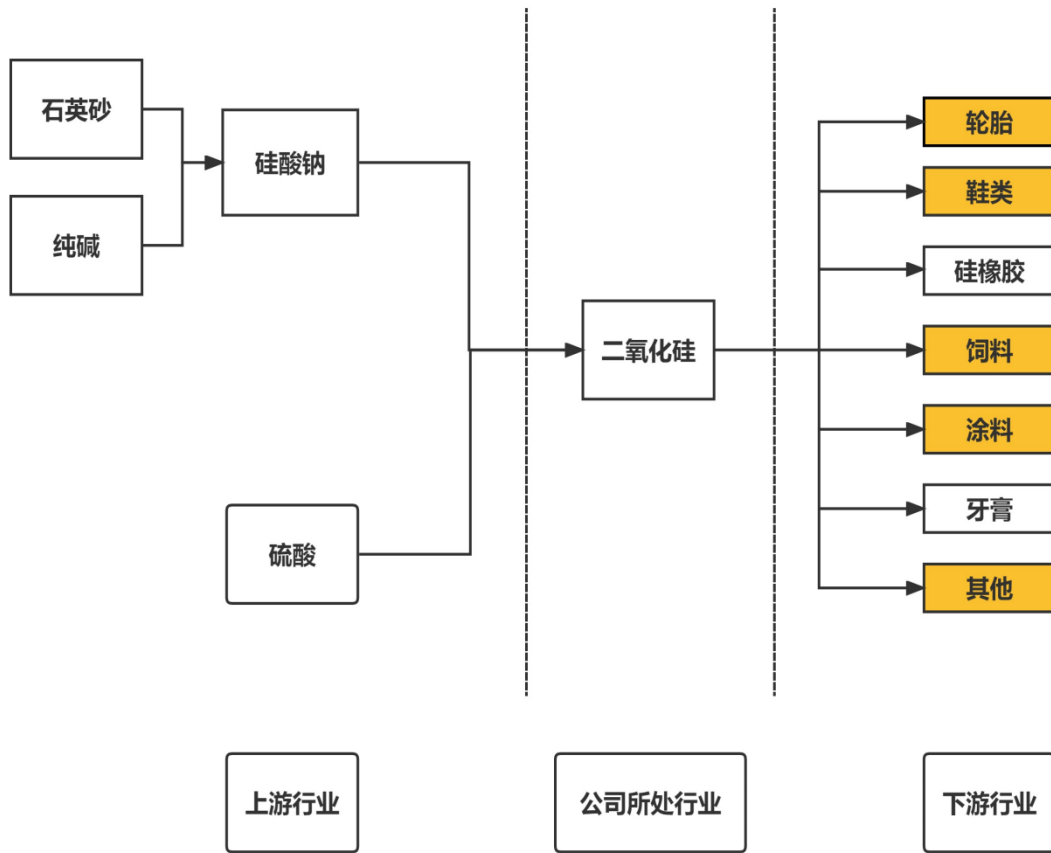 石英砂
纯碱
硅酸钠
硫酸
二氧化硅
轮胎
鞋类
硅橡胶
饲料
涂料
牙膏
其他
上游行业
公司所处行业
下游行业